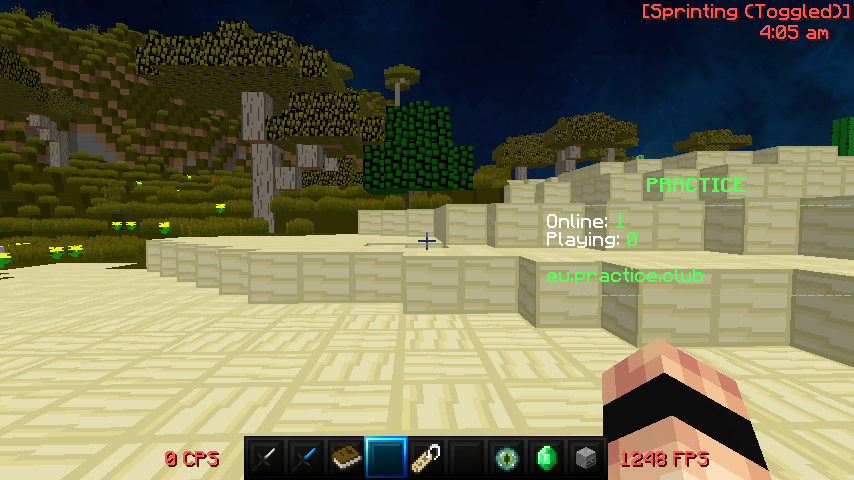 [Sprinting (Toggled)]
4:05 am
PRACTICE
Online: 1
Playing: 0
eu.practice.club
0 CPS
1248 FPS